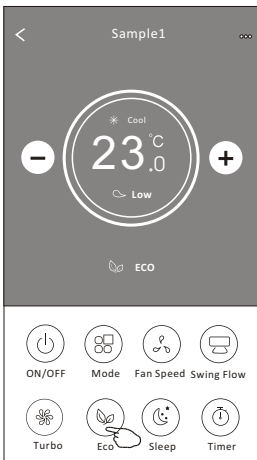 Sample1
Cool
23.0°C
Low
ECO
ON/OFF Mode Fan Speed Swing Flow
Turbo Eco Sleep Timer